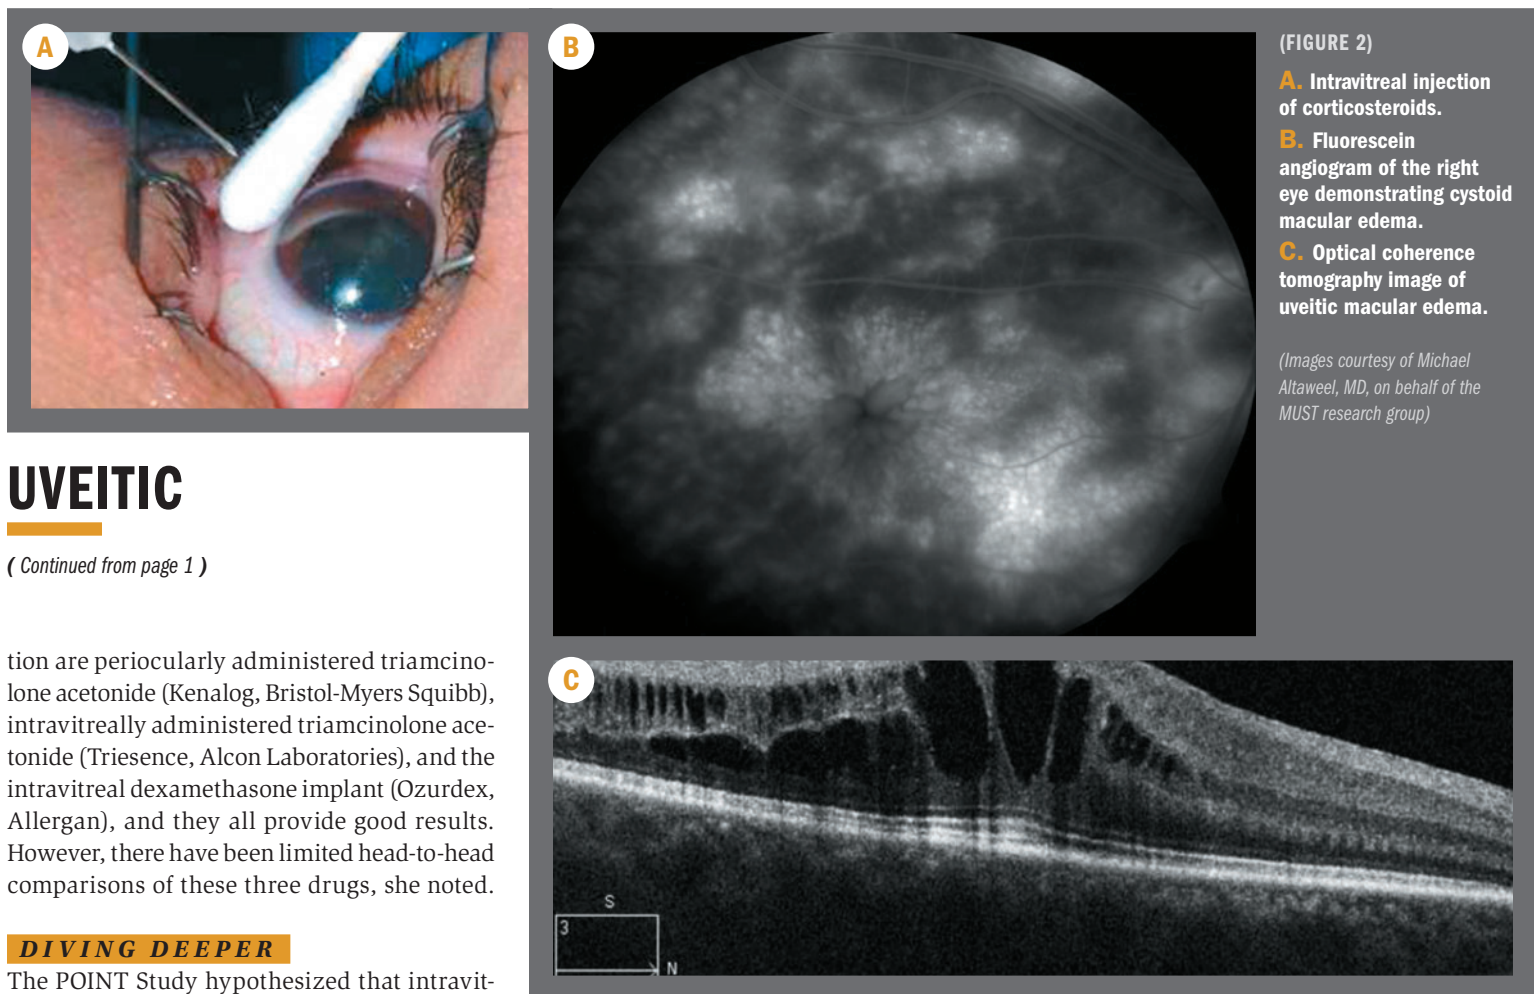 A
B
(FIGURE 2)
A. Intravitreal injection
of corticosteroids.
B. Fluorescein
angiogram of the right
eye demonstrating cystoid
macular edema.
C. Optical coherence
tomography image of
uveitic macular edema.
(Images courtesy of Michael
Altaweel, MD, on behalf of the
MUST research group)
UVEITIC
( Continued from page 1 )
tion are periocularly administered triamcino-
lone acetonide (Kenalog, Bristol-Myers Squibb),
intravitreally administered triamcinolone ace-
tonide (Triesence, Alcon Laboratories), and the
intravitreal dexamethasone implant (Ozurdex,
Allergan), and they all provide good results.
However, there have been limited head-to-head
comparisons of these three drugs, she noted.
DIVING DEEPER
The POINT Study hypothesized that intravit-
C
S
3
N